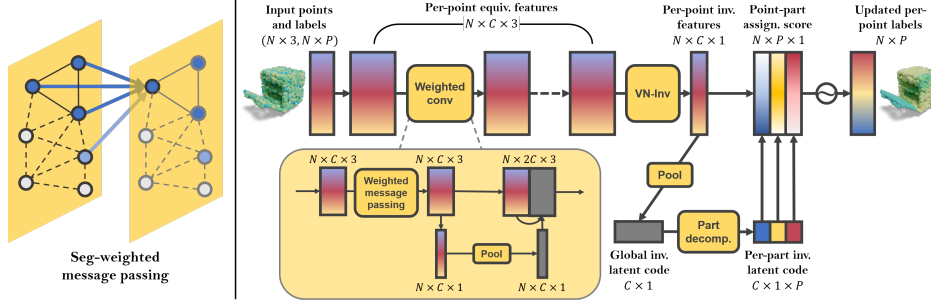 Seg-weighted
message passing
Input points
and labels
(N × 3, N × P)
Per-point equiv. features
N × C × 3
Weighted
conv
VN-Inv
Per-point inv.
features
N × C × 1
Point-part
assign. score
N × P × 1
Updated per-
point labels
N × P
N × C × 3
Weighted
message
passing
N × C × 3
N × 2C × 3
Pool
N × C × 1
N × C × 1
Pool
Part
decomp.
Global inv.
latent code
C × 1
Per-part inv.
latent code
C × 1 × P